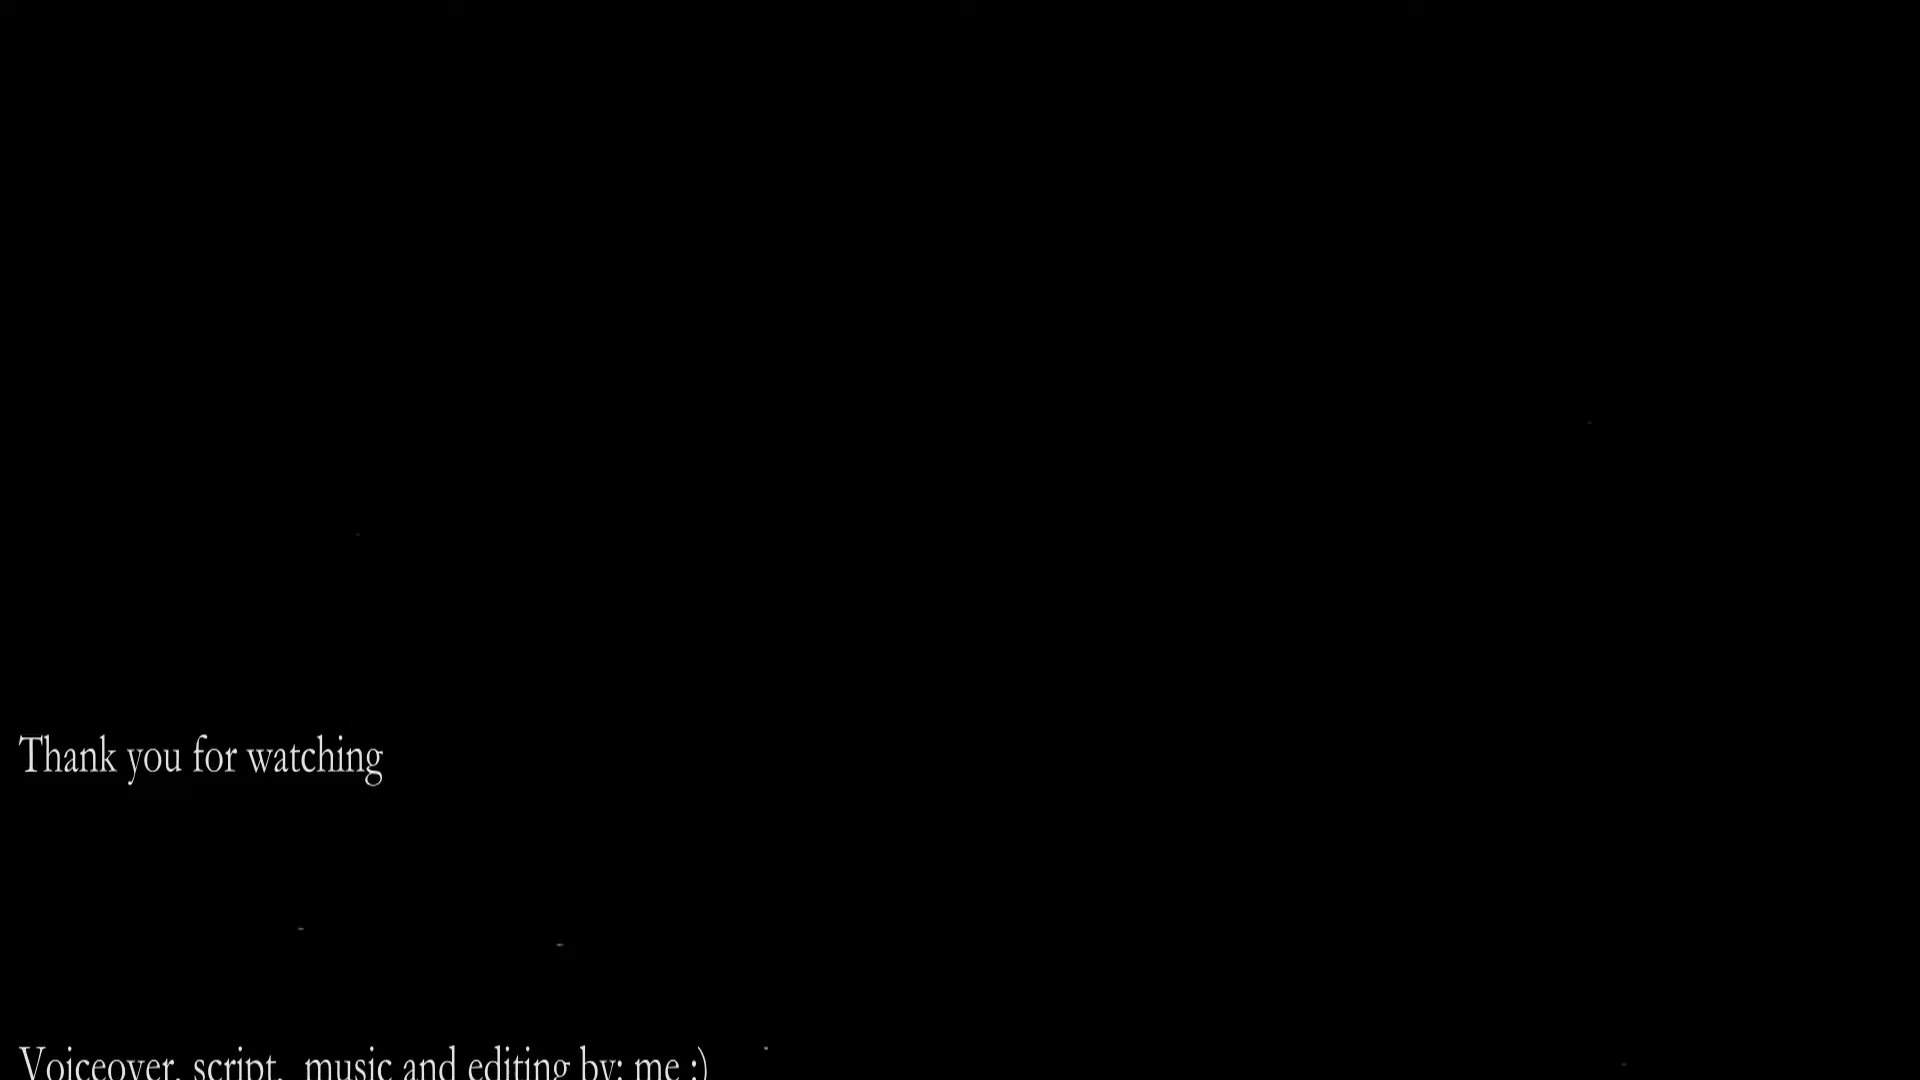 Thank you for watching
Voiceover, script,  music and editing by: me :)